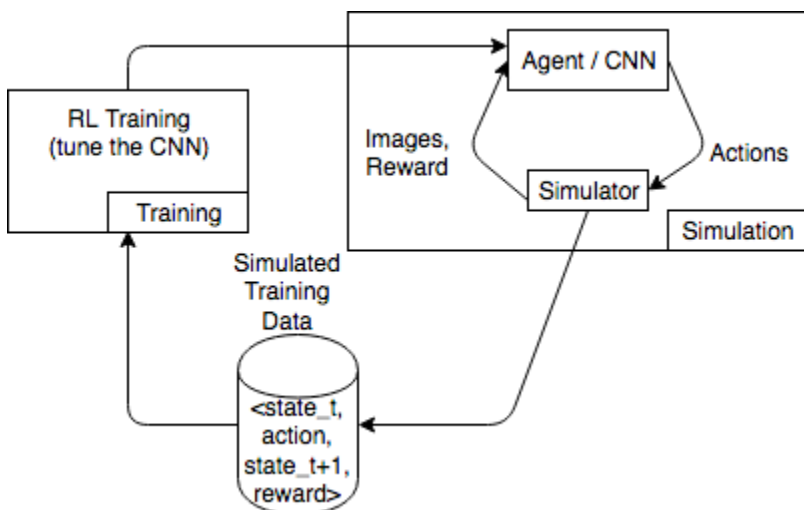 Agent / CNN
RL Training
(tune the CNN)
Training
Images,
Reward
Actions
Simulator
Simulation
Simulated
Training
Data
<state_t,
action,
state_t+1,
reward>